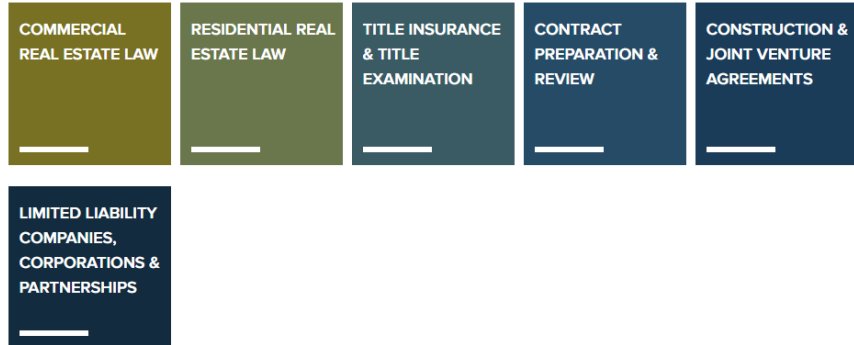 COMMERCIAL
REAL ESTATE LAW
RESIDENTIAL REAL
ESTATE LAW
TITLE INSURANCE
& TITLE
EXAMINATION
CONTRACT
PREPARATION &
REVIEW
CONSTRUCTION &
JOINT VENTURE
AGREEMENTS
LIMITED LIABILITY
COMPANIES,
CORPORATIONS &
PARTNERSHIPS